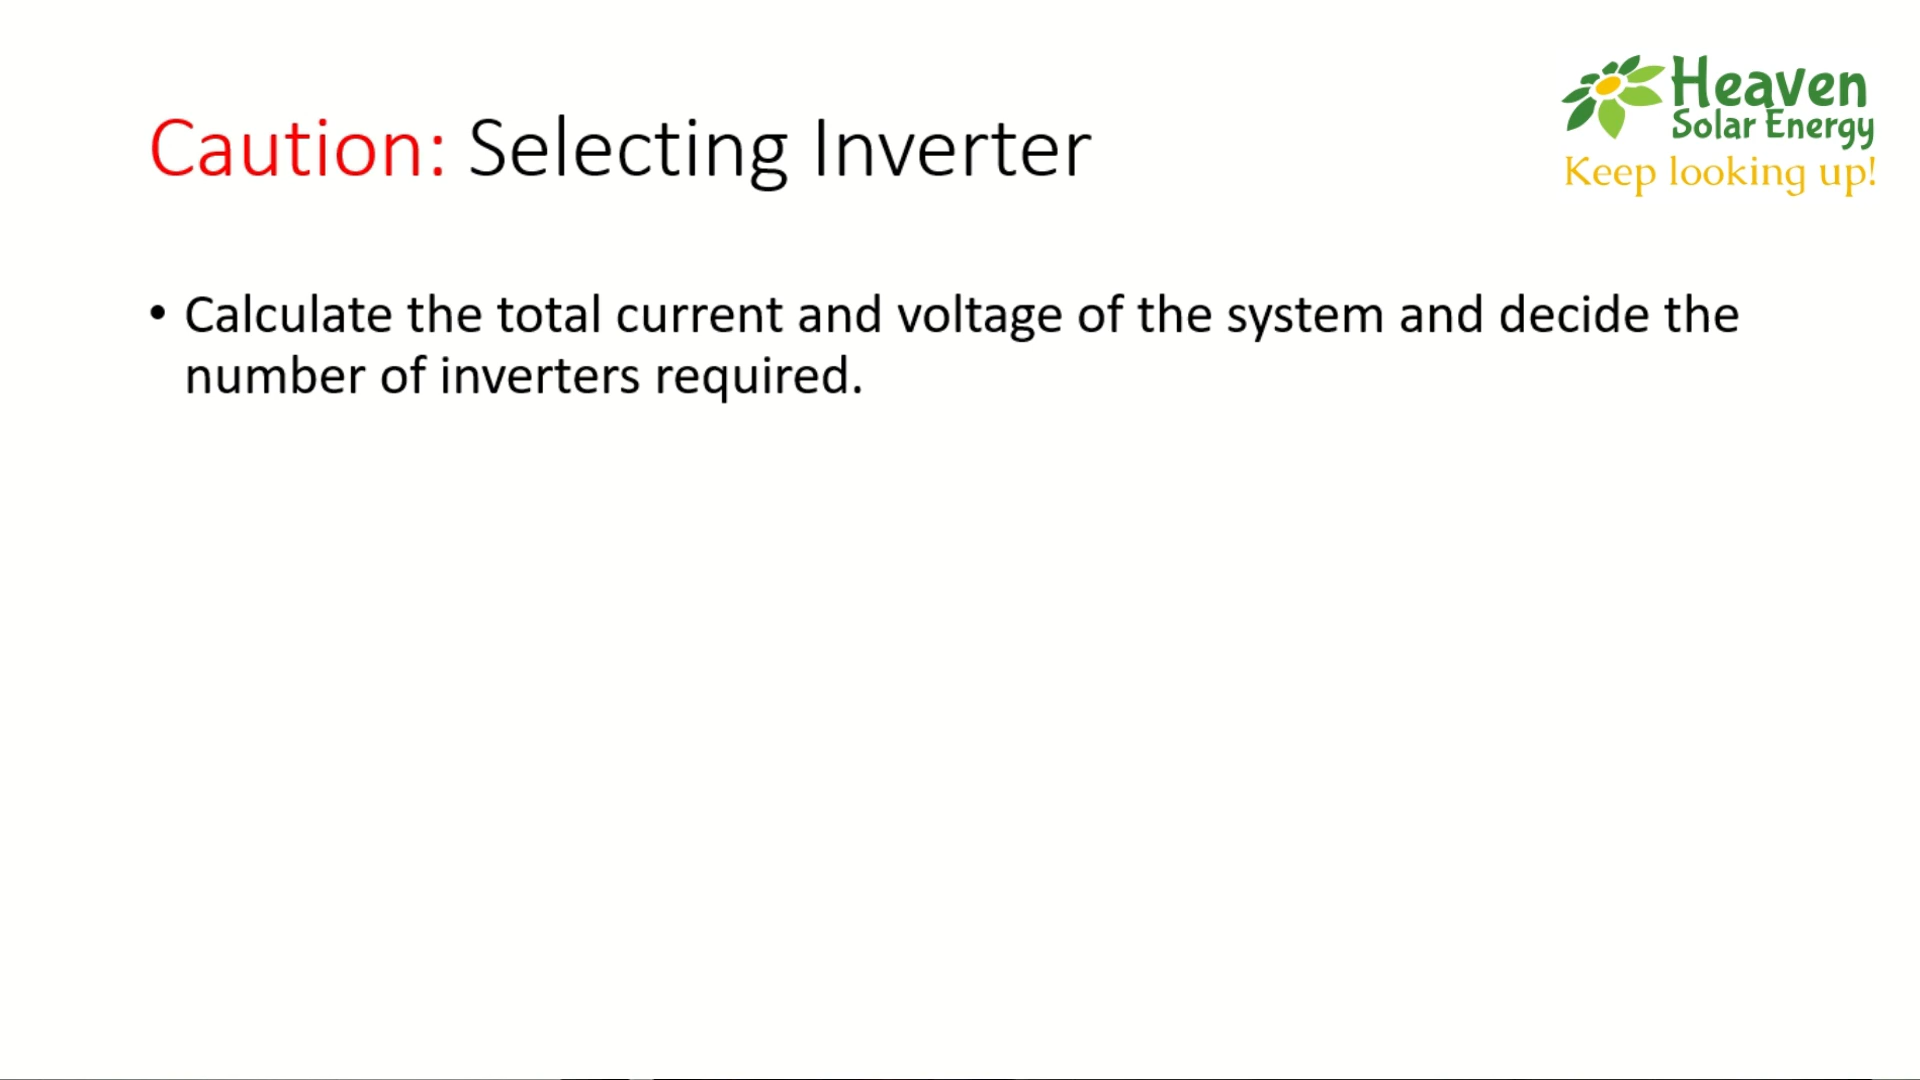 Heaven
Solar Energy
Keep looking up!
Caution: Selecting Inverter
• Calculate the total current and voltage of the system and decide the
number of inverters required.